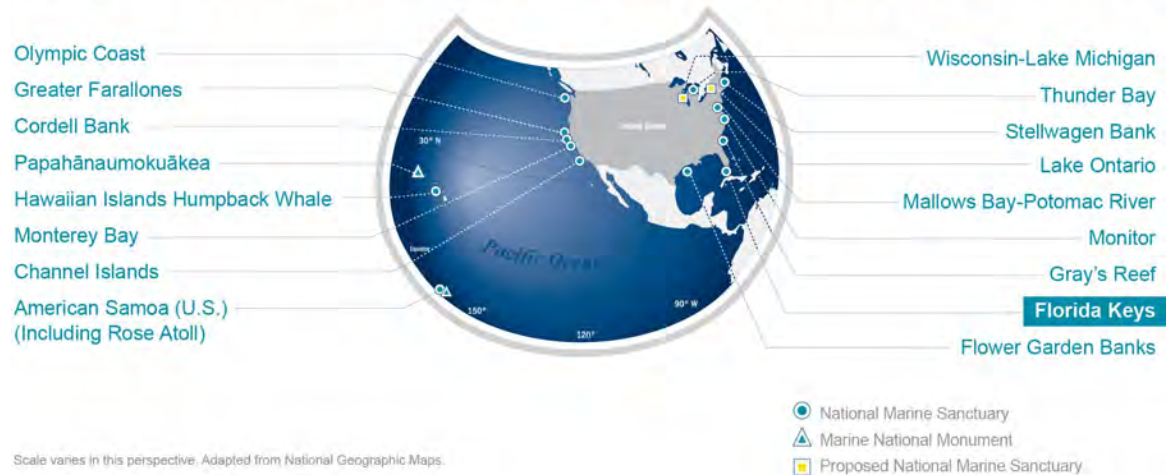 Olympic Coast
Greater Farallones
Cordell Bank
Papahānaumokuākea
Hawaiian Islands Humpback Whale
Monterey Bay
Channel Islands
American Samoa (U.S.)
(Including Rose Atoll)
30° N
United States
Pacific Ocean
150°
120°
90° W
Wisconsin-Lake Michigan
Thunder Bay
Stellwagen Bank
Lake Ontario
Mallows Bay-Potomac River
Monitor
Gray's Reef
Florida Keys
Flower Garden Banks
National Marine Sanctuary
Marine National Monument
Proposed National Marine Sanctuary
Scale varies in this perspective. Adapted from National Geographic Maps.